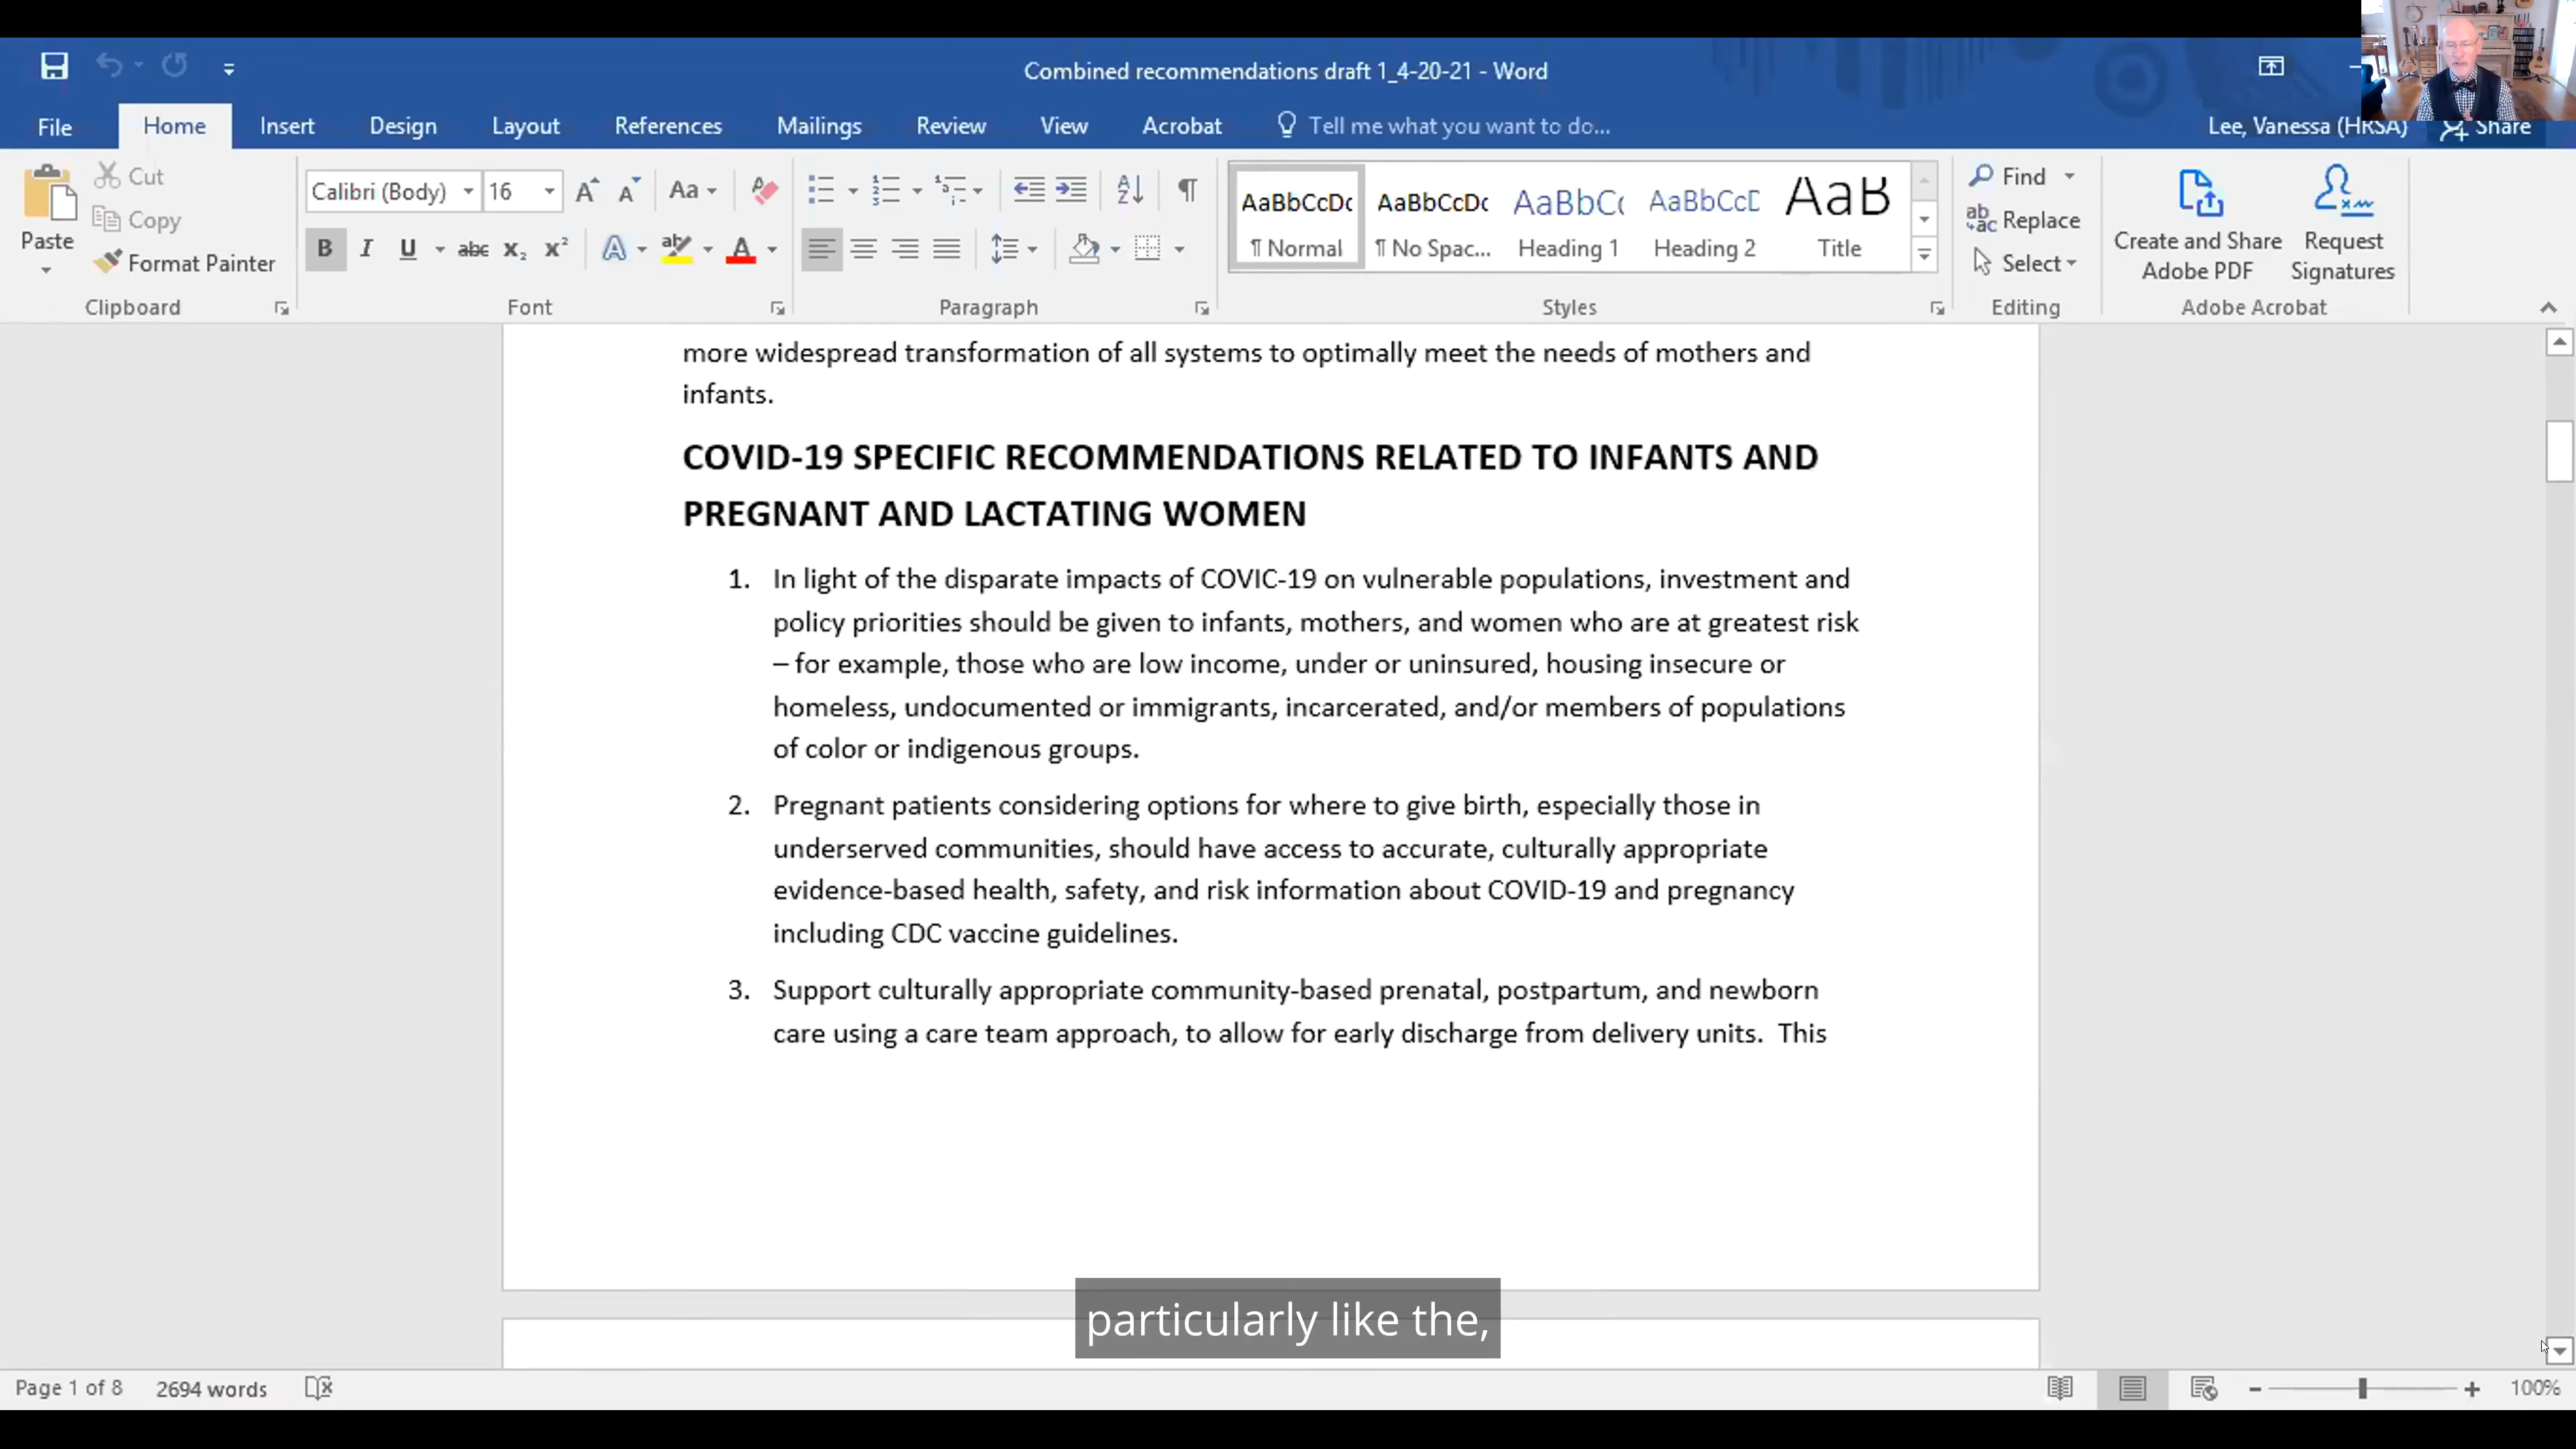 Combined recommendations draft 1_4-20-21 - Word
File Home Insert Design Layout References Mailings Review View Acrobat Tell me what you want to do... Lee, Vanessa (HRSA) Share
Paste
Cut
Copy
Format Painter
Clipboard
Calibri (Body) 16 Aa
B I U abc X₂ X² A aby A
Font
Paragraph
AaBbCcDc AaBbCcDc AaBbC AaBbCcD AaB
¶ Normal ¶ No Spac... Heading 1 Heading 2 Title
Styles
Find
Replace
Select
Editing
Create and Share Adobe PDF
Request Signatures
Adobe Acrobat
more widespread transformation of all systems to optimally meet the needs of mothers and
infants.
COVID-19 SPECIFIC RECOMMENDATIONS RELATED TO INFANTS AND
PREGNANT AND LACTATING WOMEN
1. In light of the disparate impacts of COVIC-19 on vulnerable populations, investment and
policy priorities should be given to infants, mothers, and women who are at greatest risk
– for example, those who are low income, under or uninsured, housing insecure or
homeless, undocumented or immigrants, incarcerated, and/or members of populations
of color or indigenous groups.
2. Pregnant patients considering options for where to give birth, especially those in
underserved communities, should have access to accurate, culturally appropriate
evidence-based health, safety, and risk information about COVID-19 and pregnancy
including CDC vaccine guidelines.
3. Support culturally appropriate community-based prenatal, postpartum, and newborn
care using a care team approach, to allow for early discharge from delivery units. This
particularly like the,
Page 1 of 8 2694 words 100%